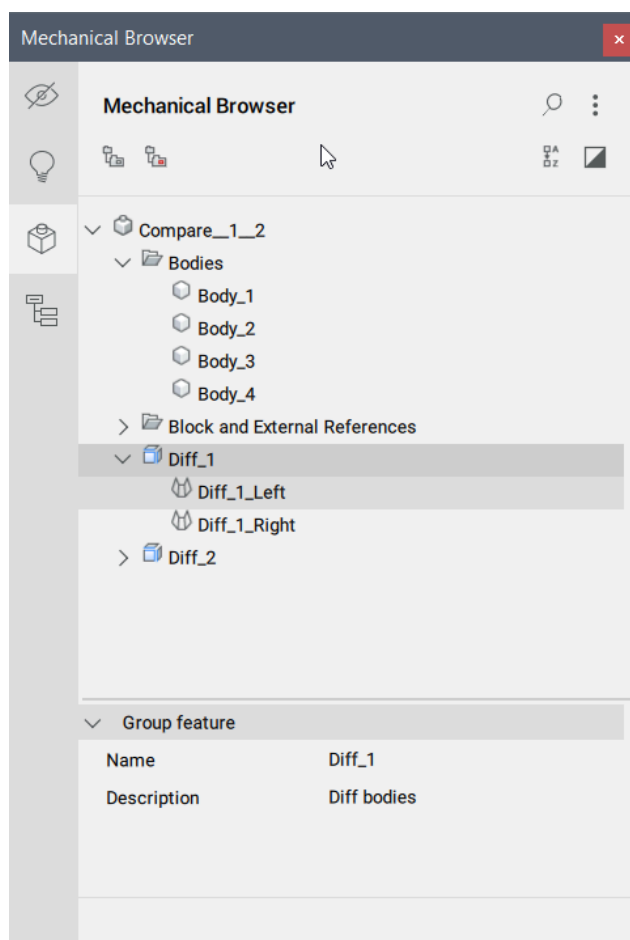 Mechanical Browser
Mechanical Browser
Compare__1__2
Bodies
Body_1
Body_2
Body_3
Body_4
Block and External References
Diff_1
Diff_1_Left
Diff_1_Right
Diff_2
Group feature
Name Diff_1
Description Diff bodies